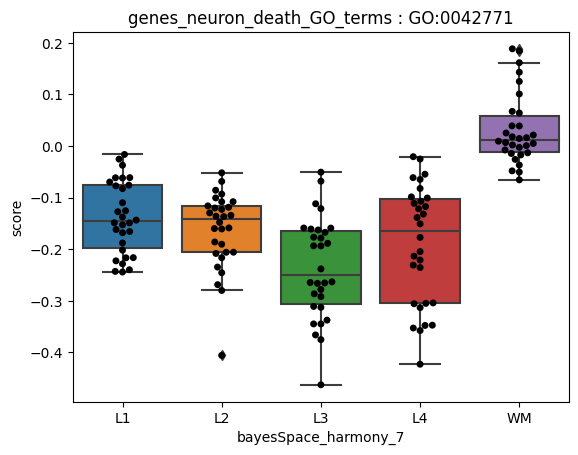 genes_neuron_death_GO_terms : GO:0042771
0.2
0.1
0.0
−0.1
−0.2
−0.3
−0.4
score
L1 L2 L3 L4 WM
bayesSpace_harmony_7